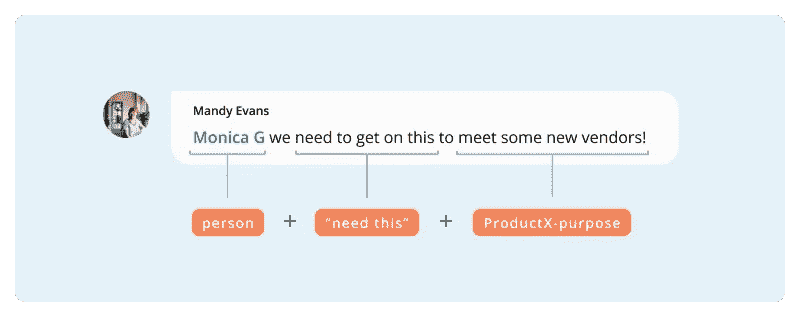 Mandy Evans
Monica G we need to get on this to meet some new vendors!
person + "need this" + ProductX-purpose